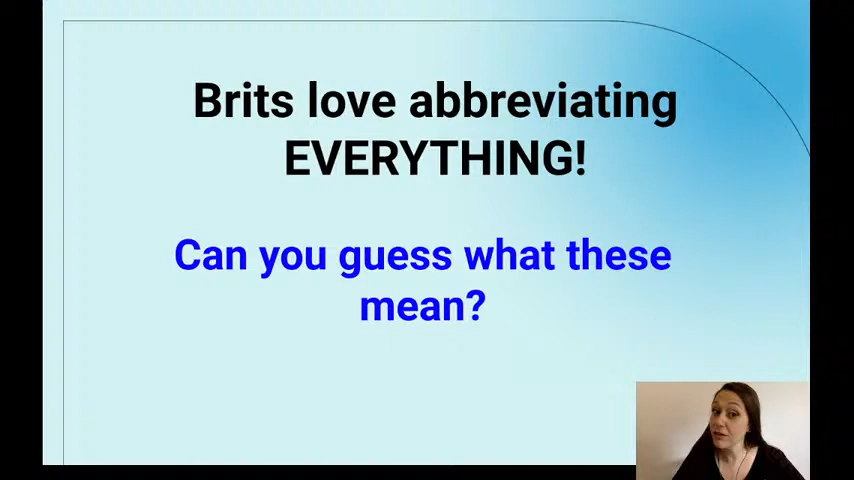 Brits love abbreviating
EVERYTHING!
Can you guess what these
mean?